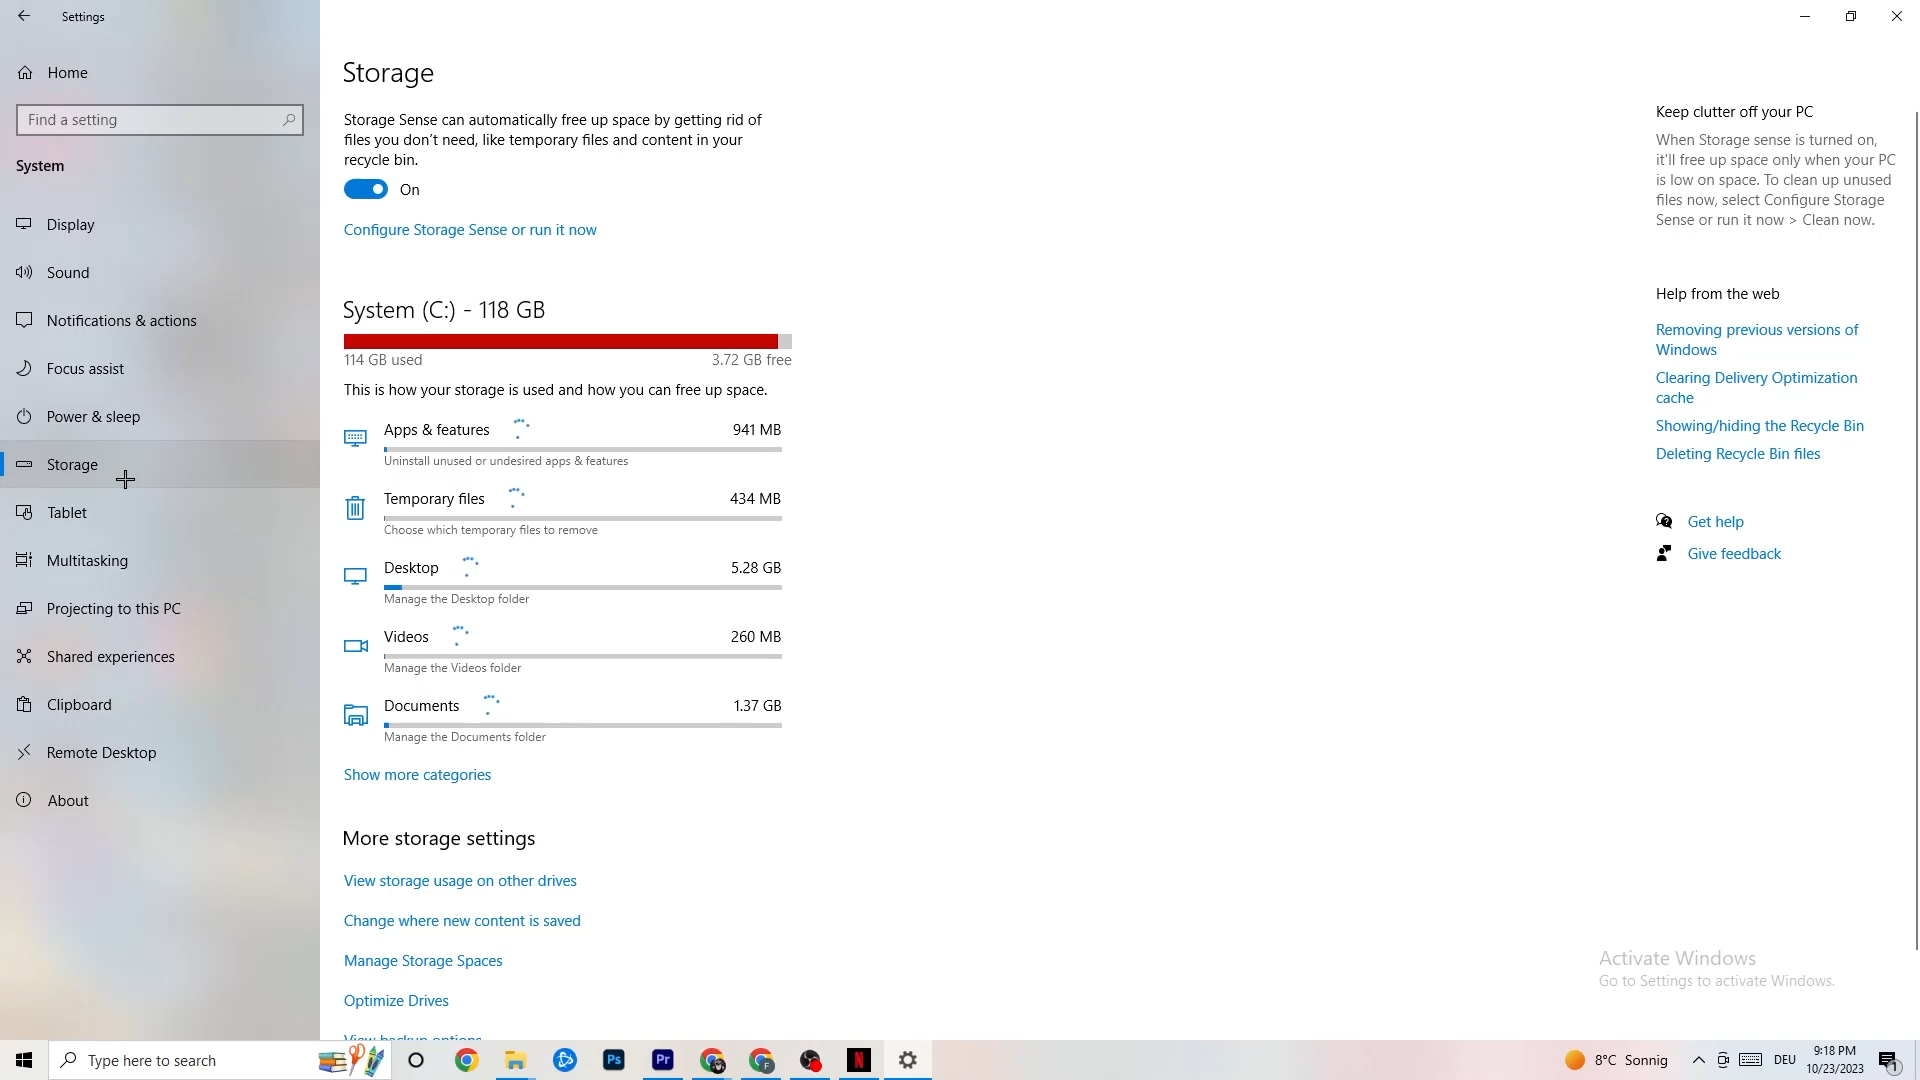 Settings
Home
Find a setting
System
Display
Sound
Notifications & actions
Focus assist
Power & sleep
Storage
Tablet
Multitasking
Projecting to this PC
Shared experiences
Clipboard
Remote Desktop
About
Storage
Storage Sense can automatically free up space by getting rid of
files you don't need, like temporary files and content in your
recycle bin.
On
Configure Storage Sense or run it now
System (C:) - 118 GB
114 GB used 3.72 GB free
This is how your storage is used and how you can free up space.
Apps & features 941 MB
Uninstall unused or undesired apps & features
Temporary files 434 MB
Choose which temporary files to remove
Desktop 5.28 GB
Manage the Desktop folder
Videos 260 MB
Manage the Videos folder
Documents 1.37 GB
Manage the Documents folder
Show more categories
More storage settings
View storage usage on other drives
Change where new content is saved
Manage Storage Spaces
Optimize Drives
View backup options
Keep clutter off your PC
When Storage sense is turned on,
it'll free up space only when your PC
is low on space. To clean up unused
files now, select Configure Storage
Sense or run it now > Clean now.
Help from the web
Removing previous versions of
Windows
Clearing Delivery Optimization
cache
Showing/hiding the Recycle Bin
Deleting Recycle Bin files
Get help
Give feedback
Activate Windows
Go to Settings to activate Windows.
Type here to search
Ps
Pr
F
N
8°C Sonnig
DEU
9:18 PM
10/23/2023
1